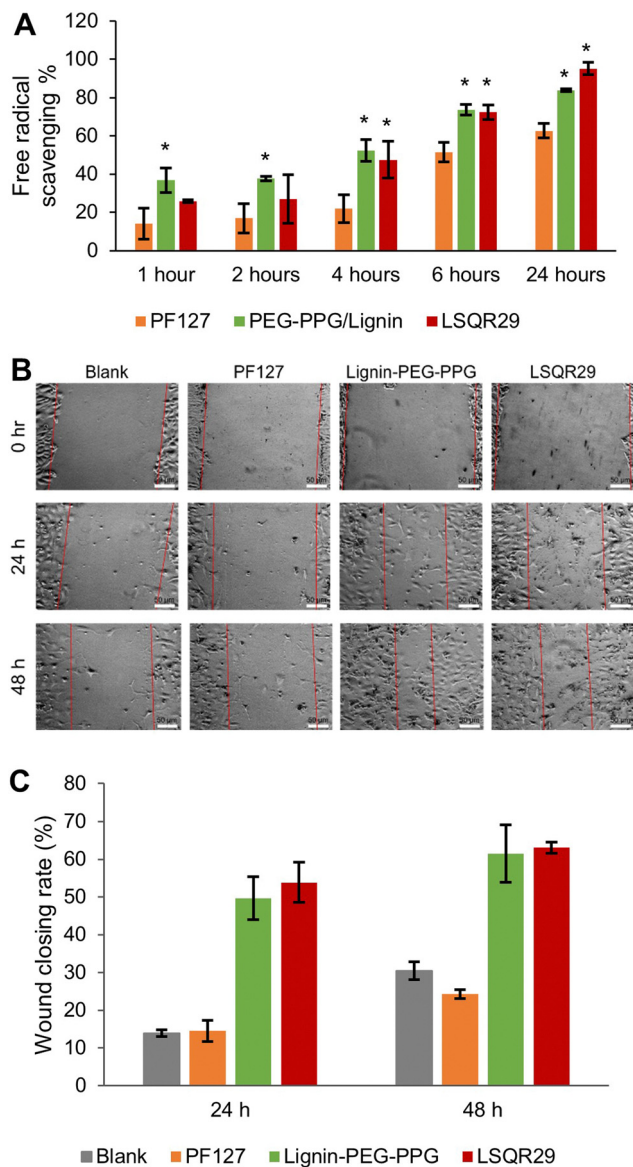 A
Free radical
scavenging %
120
100
80
60
40
20
0
*
*
*
*
*
*
*
*
1 hour 2 hours 4 hours 6 hours 24 hours
PF127 PEG-PPG/Lignin LSQR29
B
Blank PF127 Lignin-PEG-PPG LSQR29
0 hr
50 µm 50 µm 50 µm 50 µm
24 h
50 µm 50 µm 50 µm 50 µm
48 h
50 µm 50 µm 50 µm 50 µm
C
Wound closing rate (%)
80
70
60
50
40
30
20
10
0
24 h 48 h
Blank PF127 Lignin-PEG-PPG LSQR29